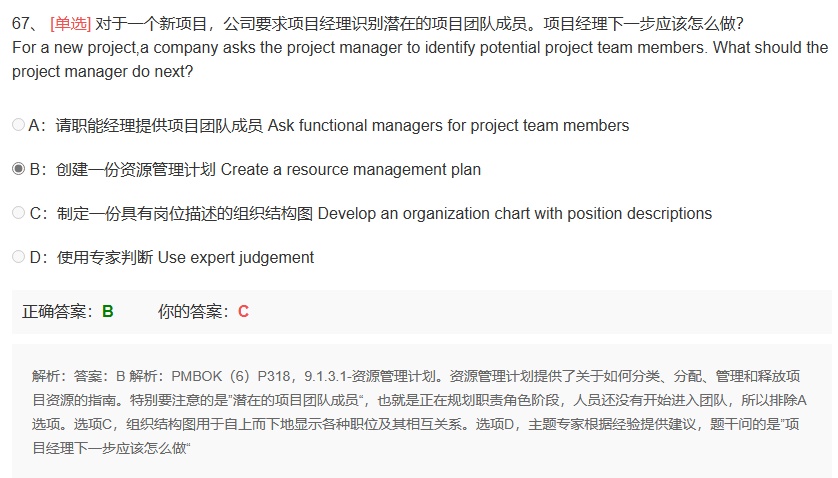 67、 [单选] 对于一个新项目，公司要求项目经理识别潜在的项目团队成员。项目经理下一步应该怎么做？
For a new project,a company asks the project manager to identify potential project team members. What should the
project manager do next?
A：请职能经理提供项目团队成员 Ask functional managers for project team members
B：创建一份资源管理计划 Create a resource management plan
C：制定一份具有岗位描述的组织结构图 Develop an organization chart with position descriptions
D：使用专家判断 Use expert judgement
正确答案：B 你的答案：C
解析：答案：B 解析：PMBOK（6）P318，9.1.3.1-资源管理计划。资源管理计划提供了关于如何分类、分配、管理和释放项
目资源的指南。特别要注意的是”潜在的项目团队成员“，也就是正在规划职责角色阶段，人员还没有开始进入团队，所以排除A
选项。选项C，组织结构图用于自上而下地显示各种职位及其相互关系。选项D，主题专家根据经验提供建议，题干问的是”项
目经理下一步应该怎么做“